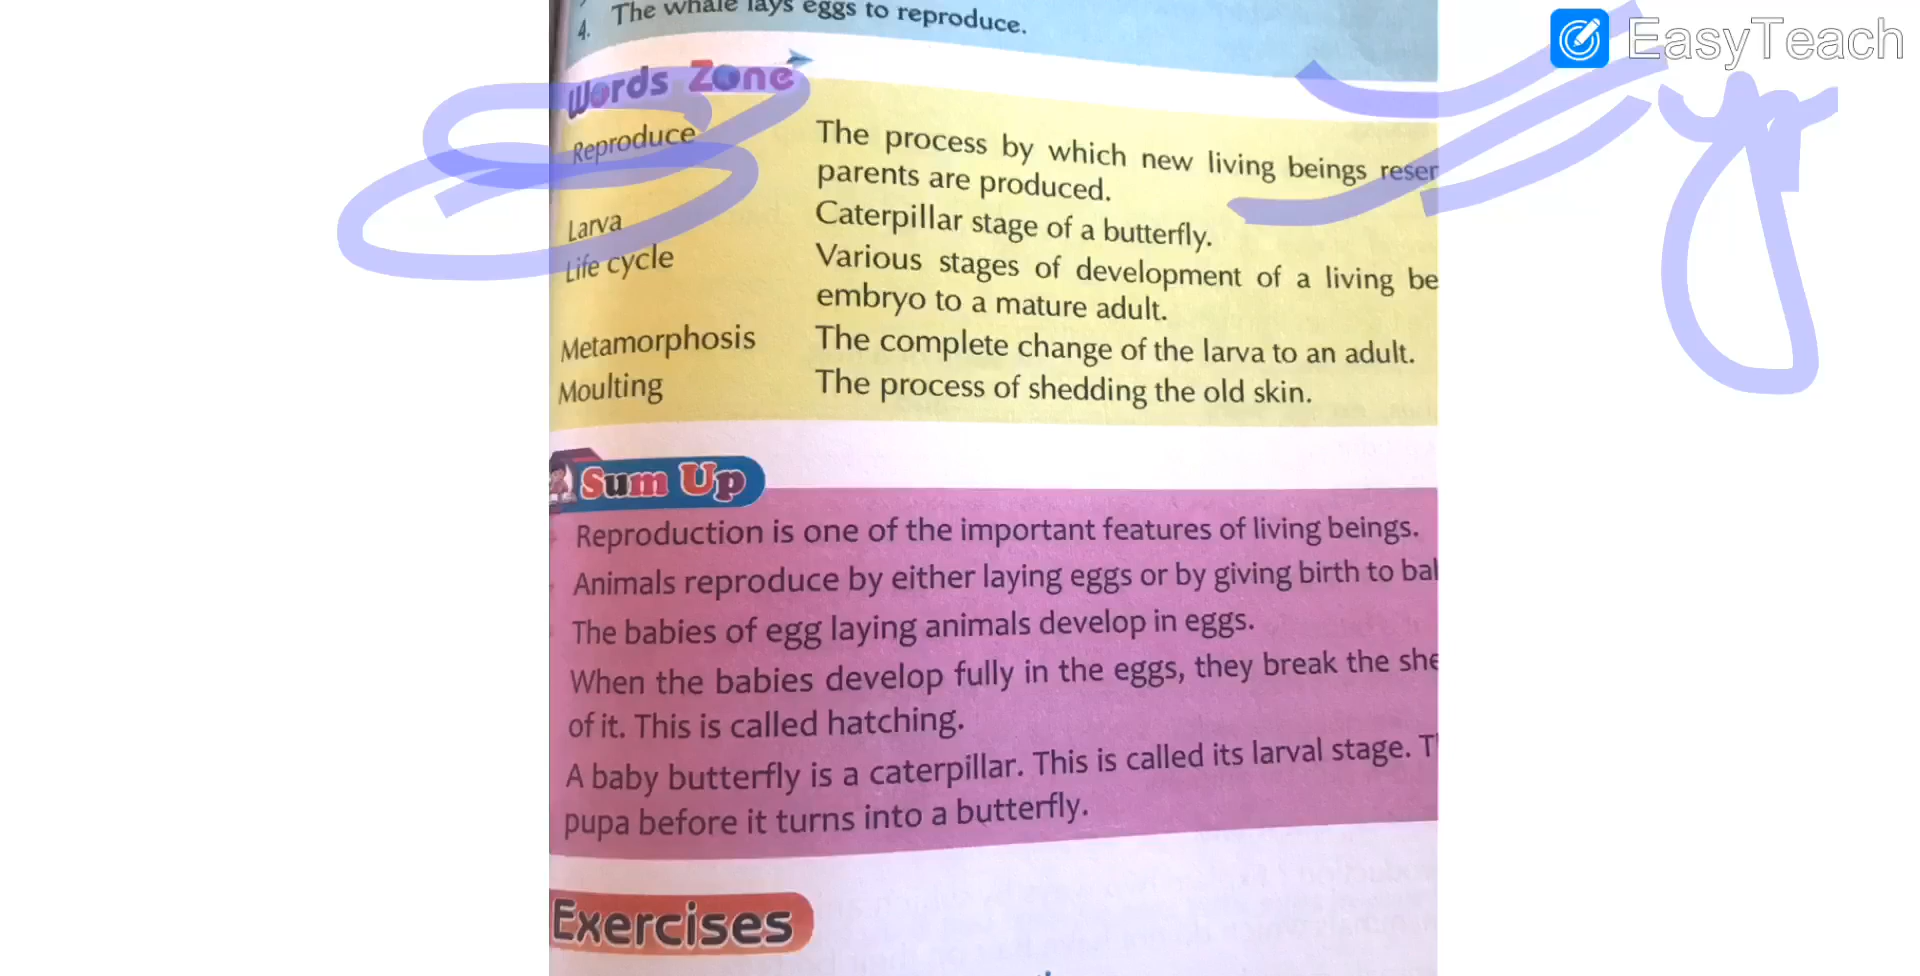 4. The whale lays eggs to reproduce.
EasyTeach
Words Zone
Reproduce The process by which new living beings
parents are produced.
Larva Caterpillar stage of a butterfly.
Life cycle Various stages of development of a living
embryo to a mature adult.
Metamorphosis The complete change of the larva to an adult.
Moulting The process of shedding the old skin.
Sum Up
Reproduction is one of the important features of living beings.
Animals reproduce by either laying eggs or by giving birth to
The babies of egg laying animals develop in eggs.
When the babies develop fully in the eggs, they break the
of it. This is called hatching.
A baby butterfly is a caterpillar. This is called its larval stage.
pupa before it turns into a butterfly.
Exercises